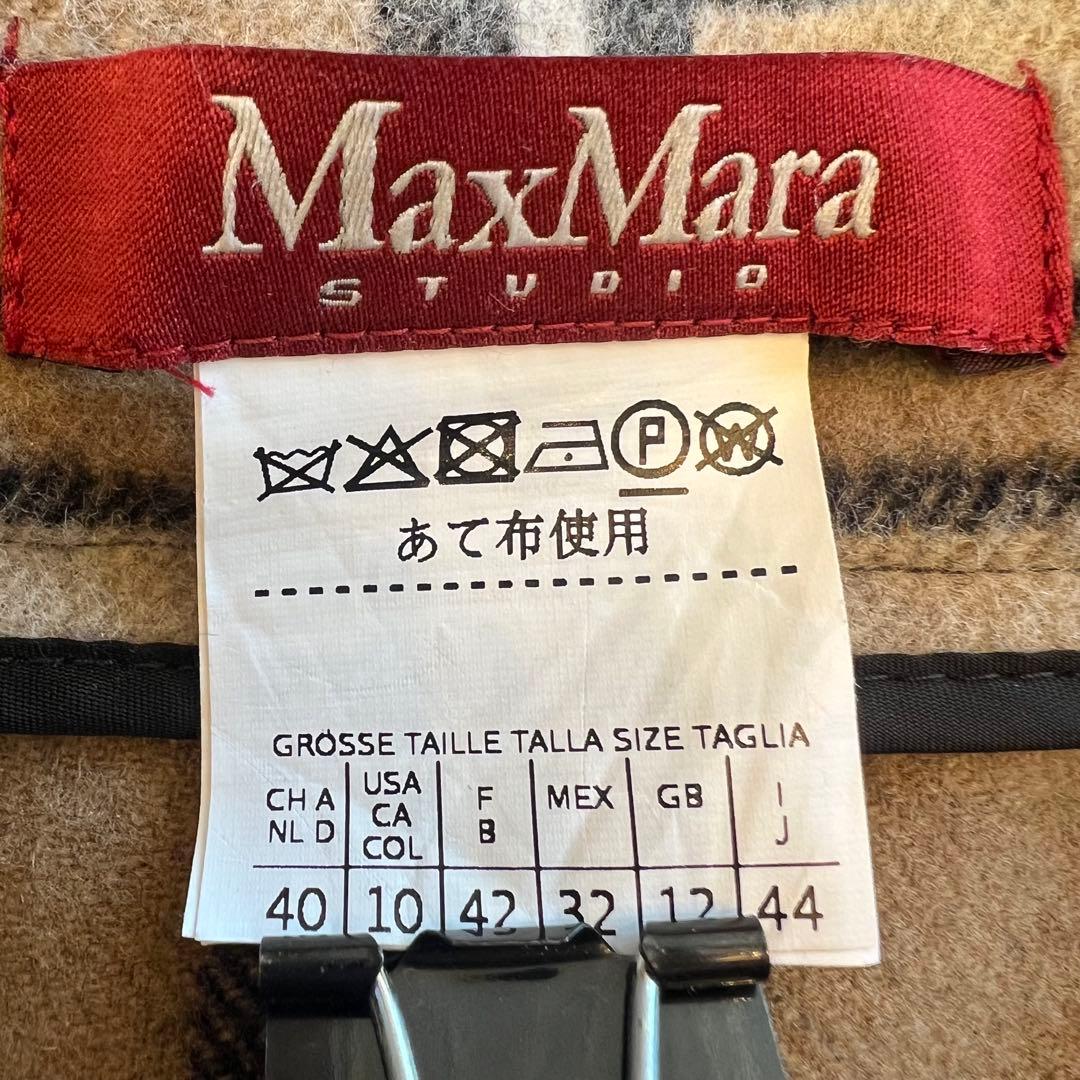 MaxMara
STUDIO
P W
あて布使用
GRÖSSE TAILLE TALLA SIZE TAGLIA
CH A NL D USA CA COL F B MEX GB I J
40 10 42 32 12 44